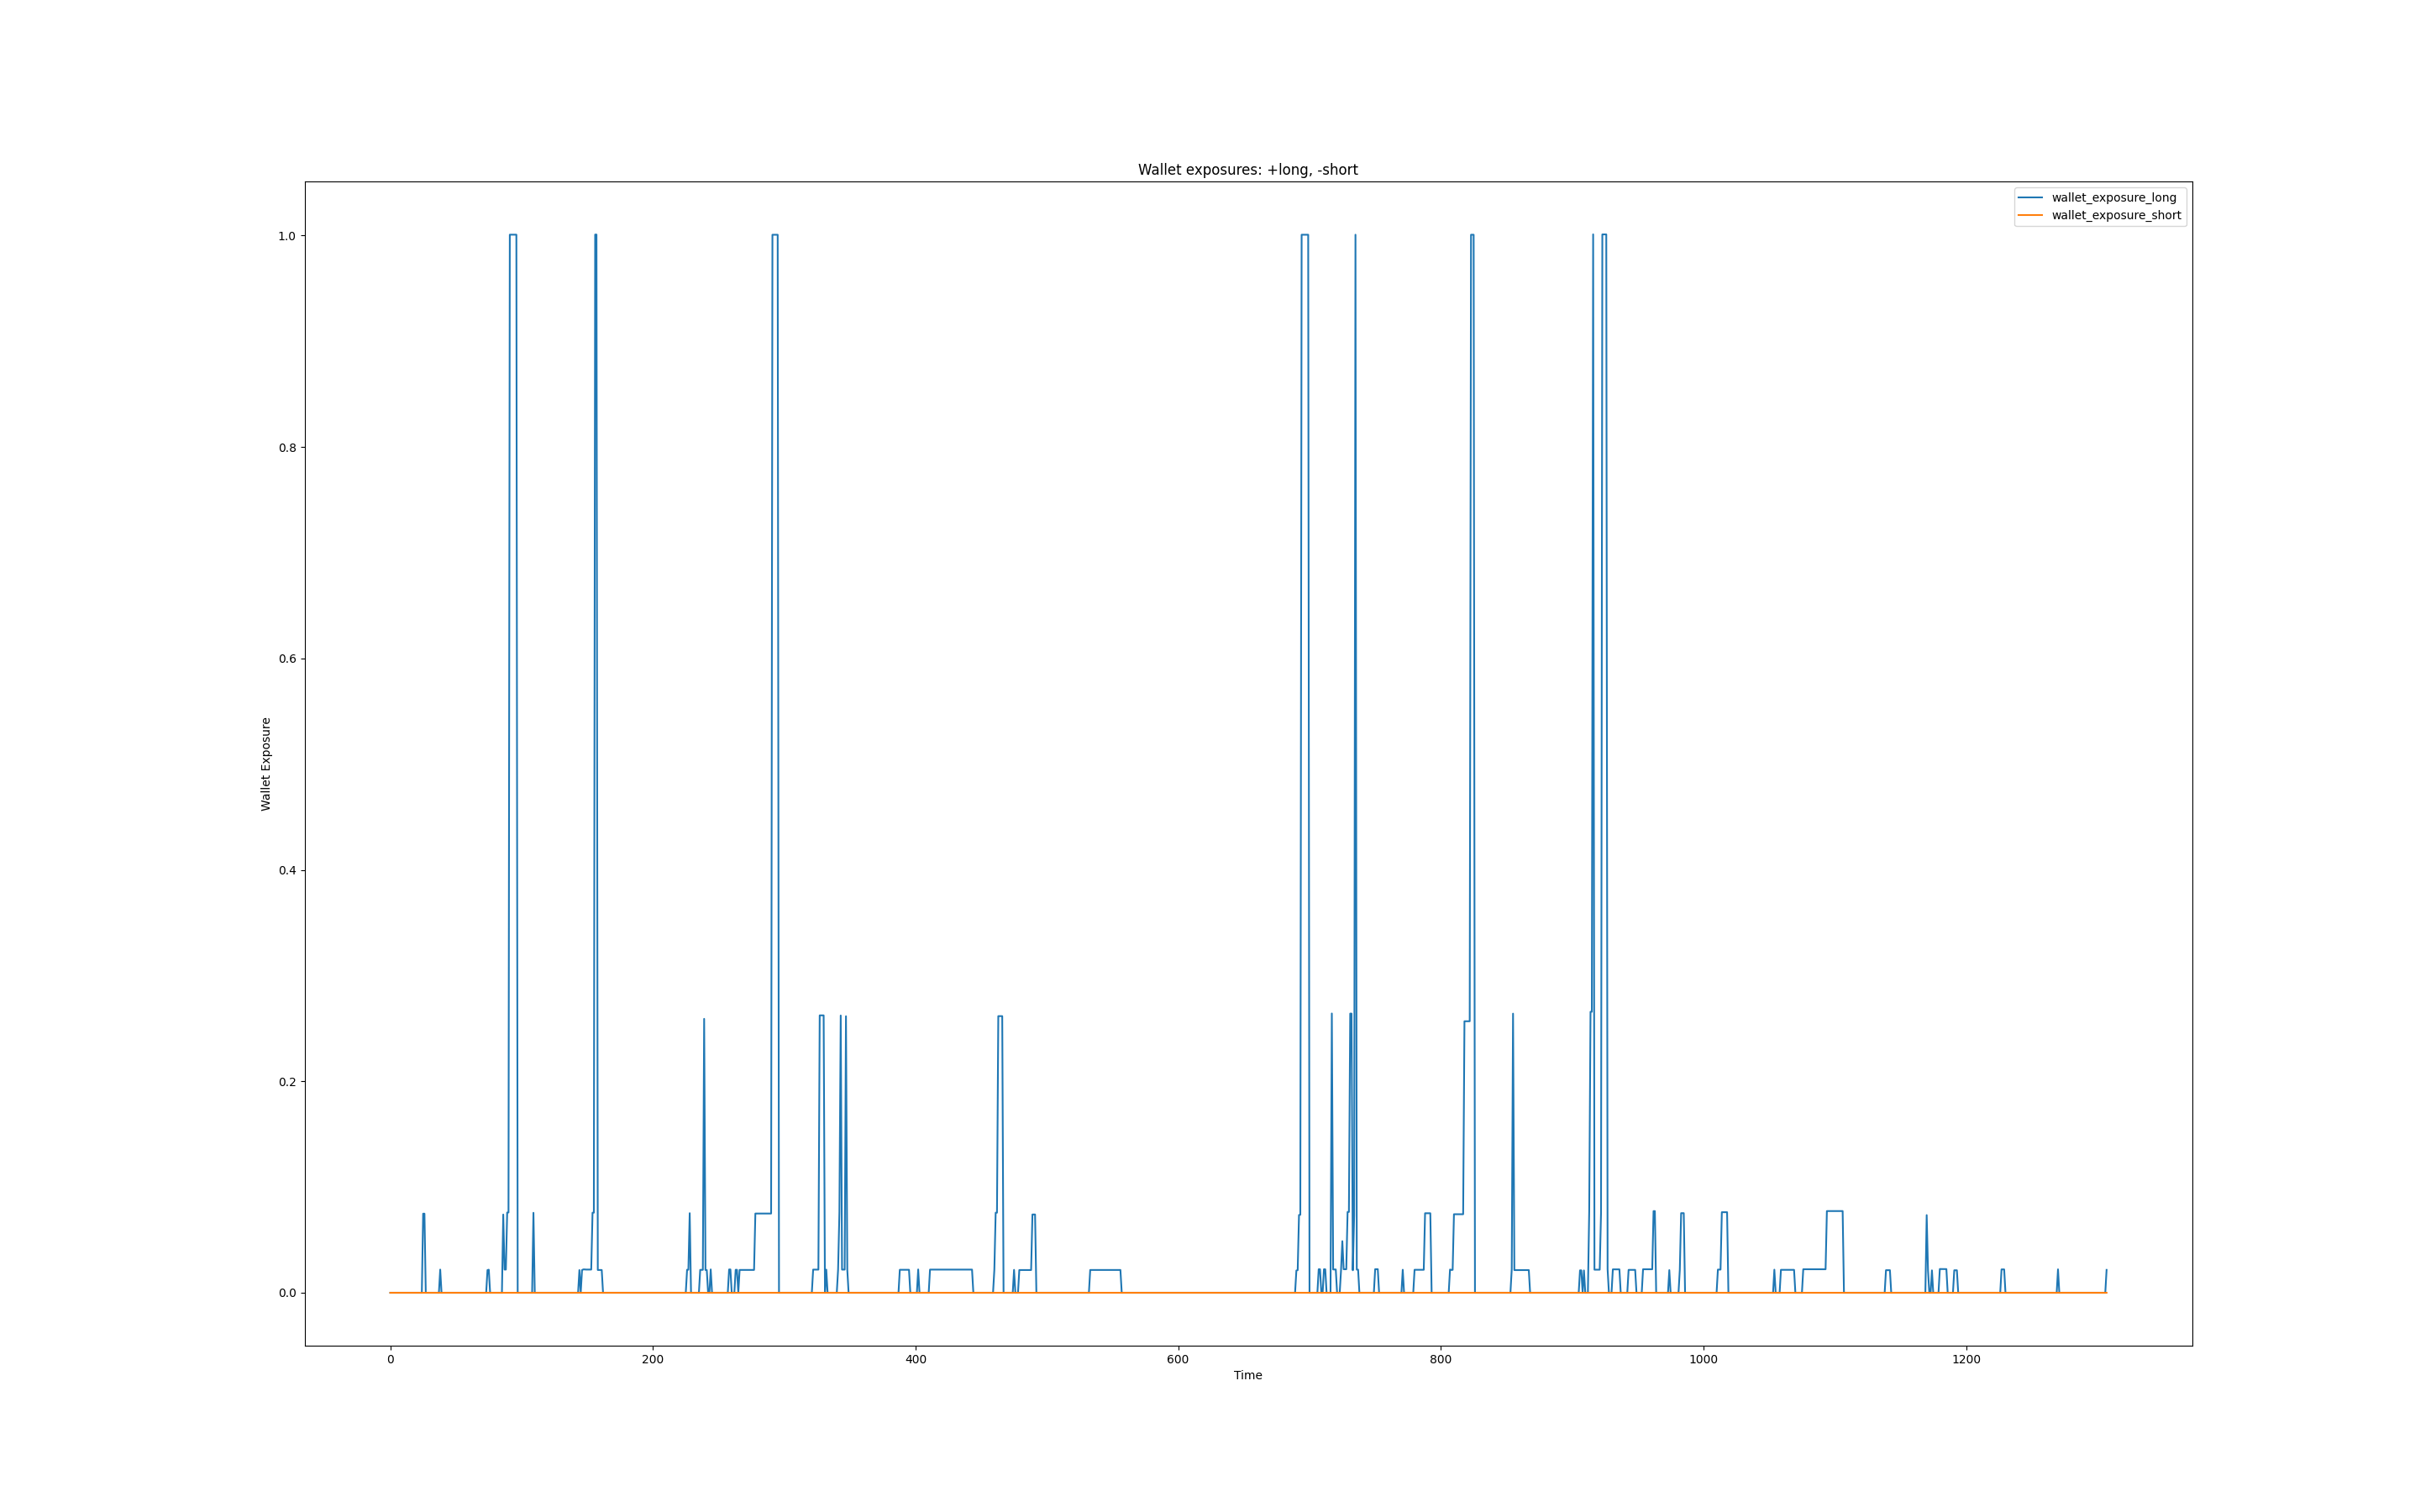 Wallet exposures: +long, -short
wallet_exposure_long
wallet_exposure_short
1.0
0.8
0.6
0.4
0.2
0.0
Wallet Exposure
0 200 400 600 800 1000 1200
Time